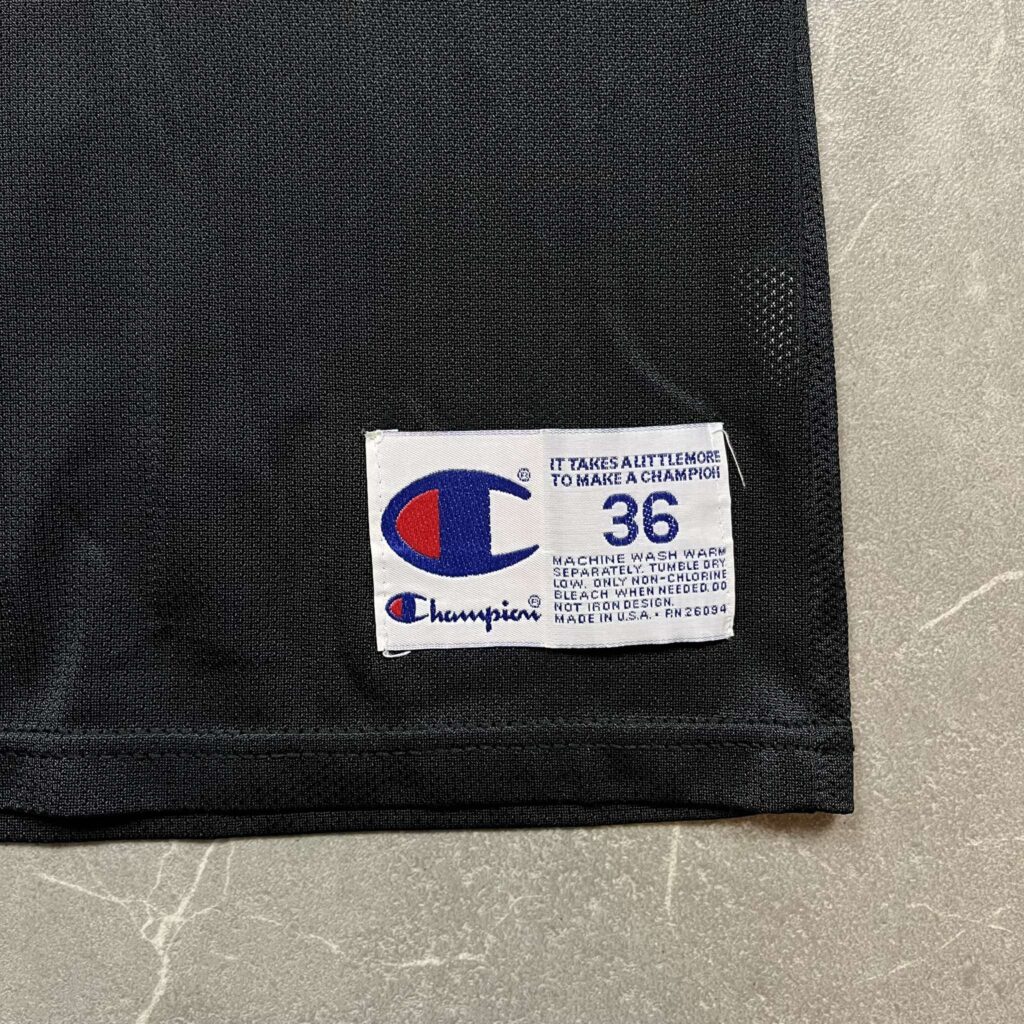 IT TAKES A LITTLE MORE
TO MAKE A CHAMPION
36
MACHINE WASH WARM
SEPARATELY. TUMBLE DRY
LOW. ONLY NON-CHLORINE
BLEACH WHEN NEEDED. DO
NOT IRON DESIGN.
MADE IN U.S.A. • RN 26094
Champion®